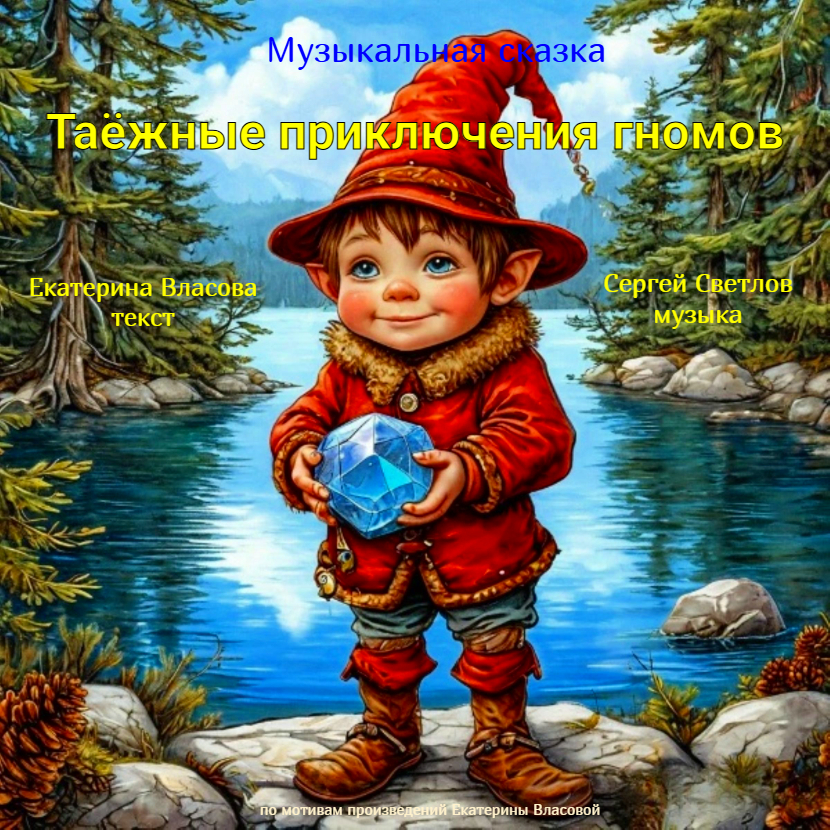 Музыкальная сказка
Таёжные приключения гномов
Екатерина Власова
текст
Сергей Светлов
музыка
по мотивам произведений Екатерины Власовой